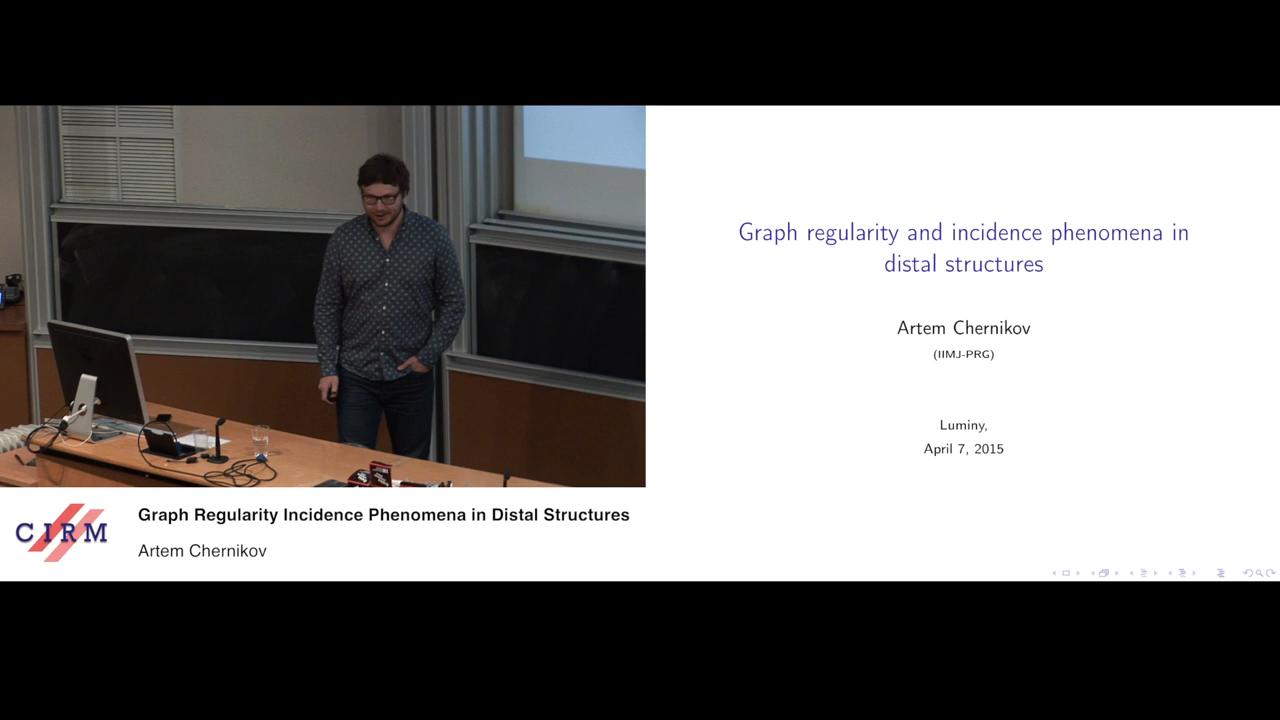 Graph regularity and incidence phenomena in
distal structures
Artem Chernikov
(IIMJ-PRG)
Luminy,
April 7, 2015
CIRM
Graph Regularity Incidence Phenomena in Distal Structures
Artem Chernikov